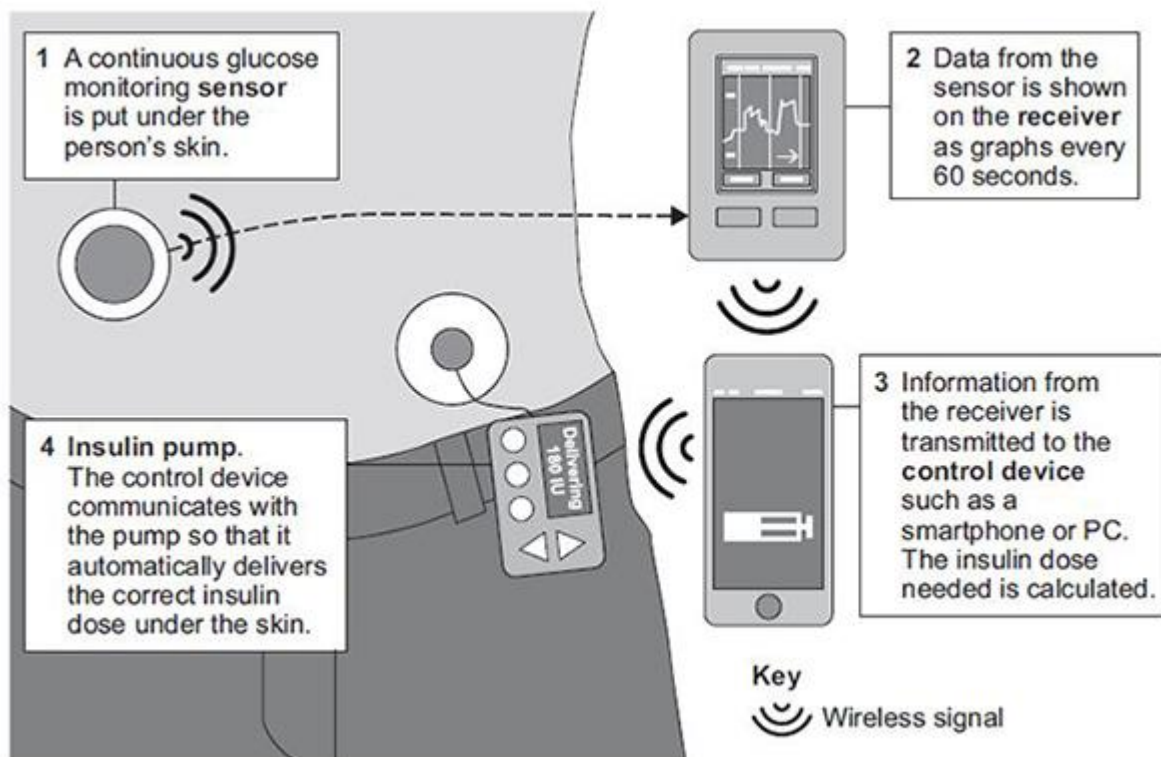 1 A continuous glucose
monitoring sensor
is put under the
person's skin.
2 Data from the
sensor is shown
on the receiver
as graphs every
60 seconds.
3 Information from
the receiver is
transmitted to the
control device
such as a
smartphone or PC.
The insulin dose
needed is calculated.
4 Insulin pump.
The control device
communicates with
the pump so that it
automatically delivers
the correct insulin
dose under the skin.
Delivering
180 IU
Key
Wireless signal